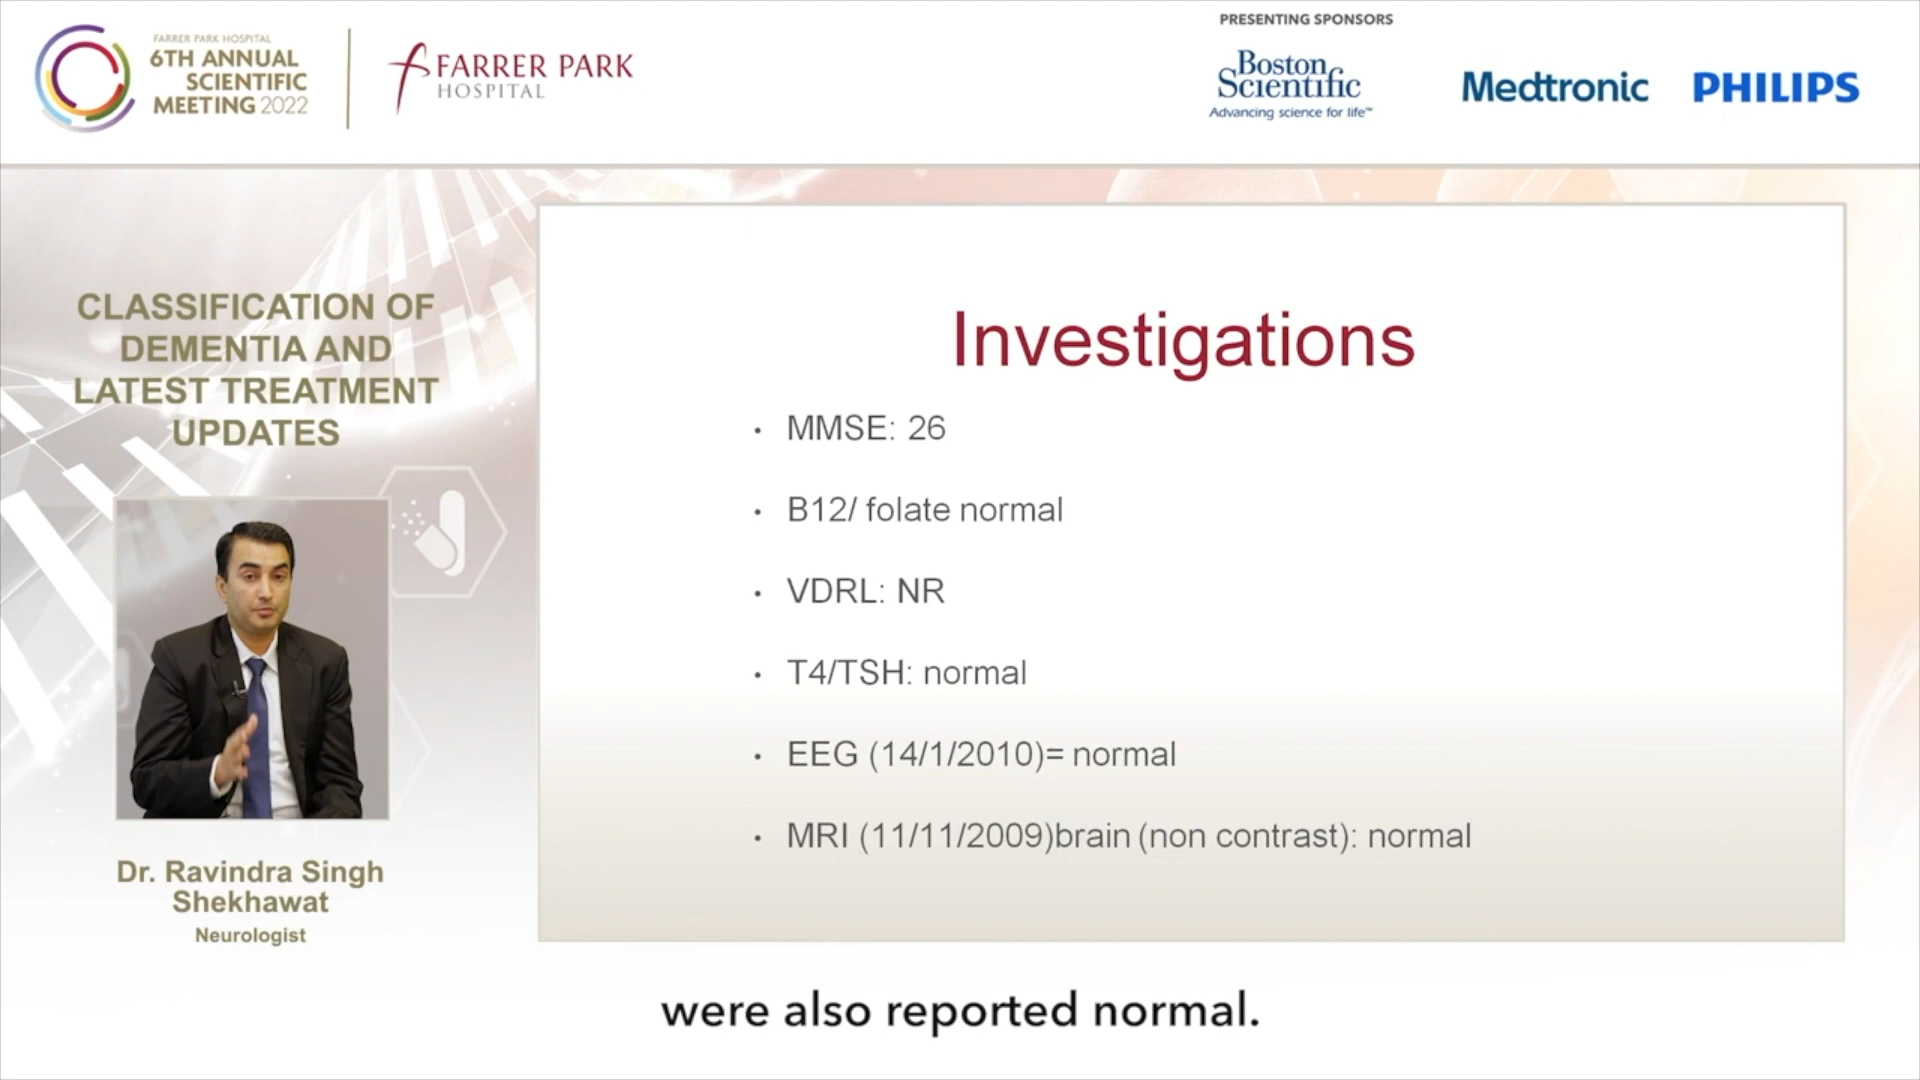 FARRER PARK HOSPITAL
6TH ANNUAL
SCIENTIFIC
MEETING 2022
FARRER PARK
HOSPITAL
PRESENTING SPONSORS
Boston
Scientific
Advancing science for life™
Medtronic
PHILIPS
CLASSIFICATION OF
DEMENTIA AND
LATEST TREATMENT
UPDATES
Dr. Ravindra Singh
Shekhawat
Neurologist
Investigations
• MMSE: 26
• B12/ folate normal
• VDRL: NR
• T4/TSH: normal
• EEG (14/1/2010)= normal
• MRI (11/11/2009)brain (non contrast): normal
were also reported normal.